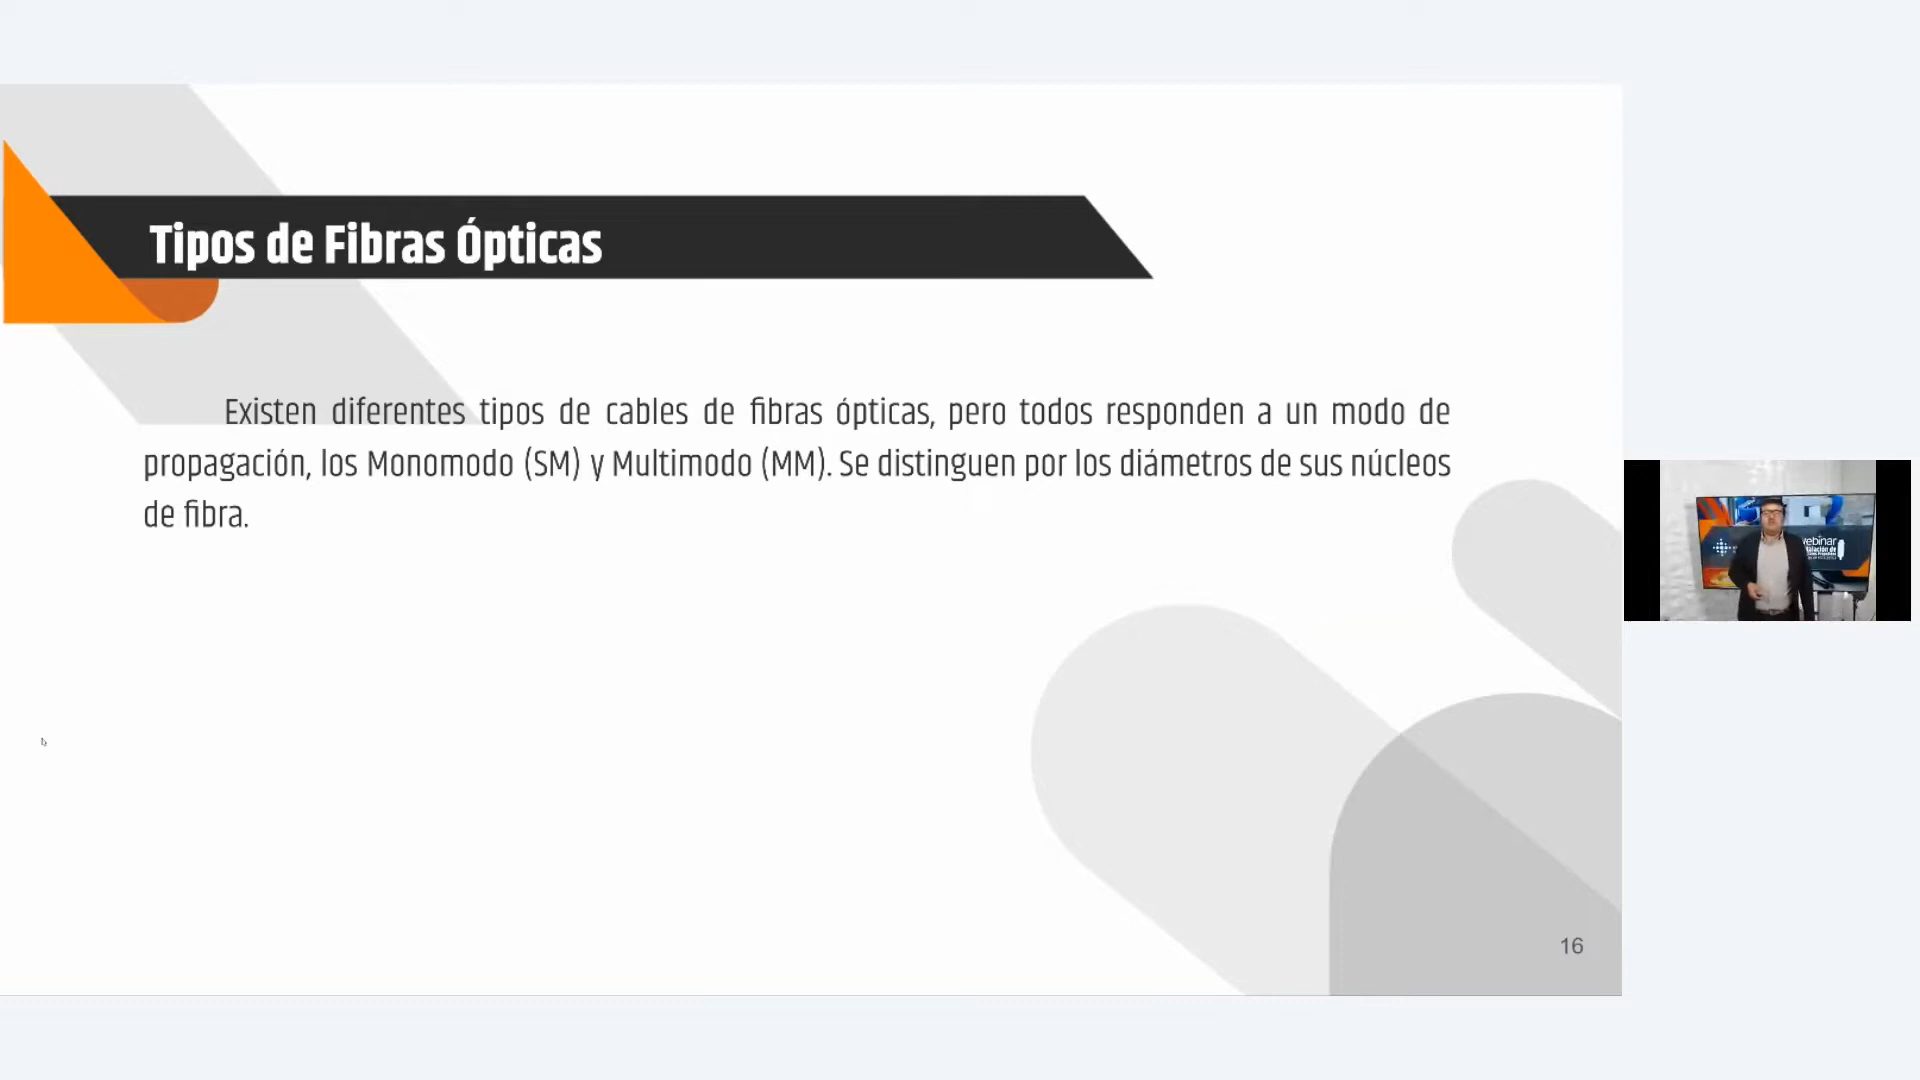 Tipos de Fibras Ópticas
Existen diferentes tipos de cables de fibras ópticas, pero todos responden a un modo de
propagación, los Monomodo (SM) y Multimodo (MM). Se distinguen por los diámetros de sus núcleos
de fibra.
16
ebinar